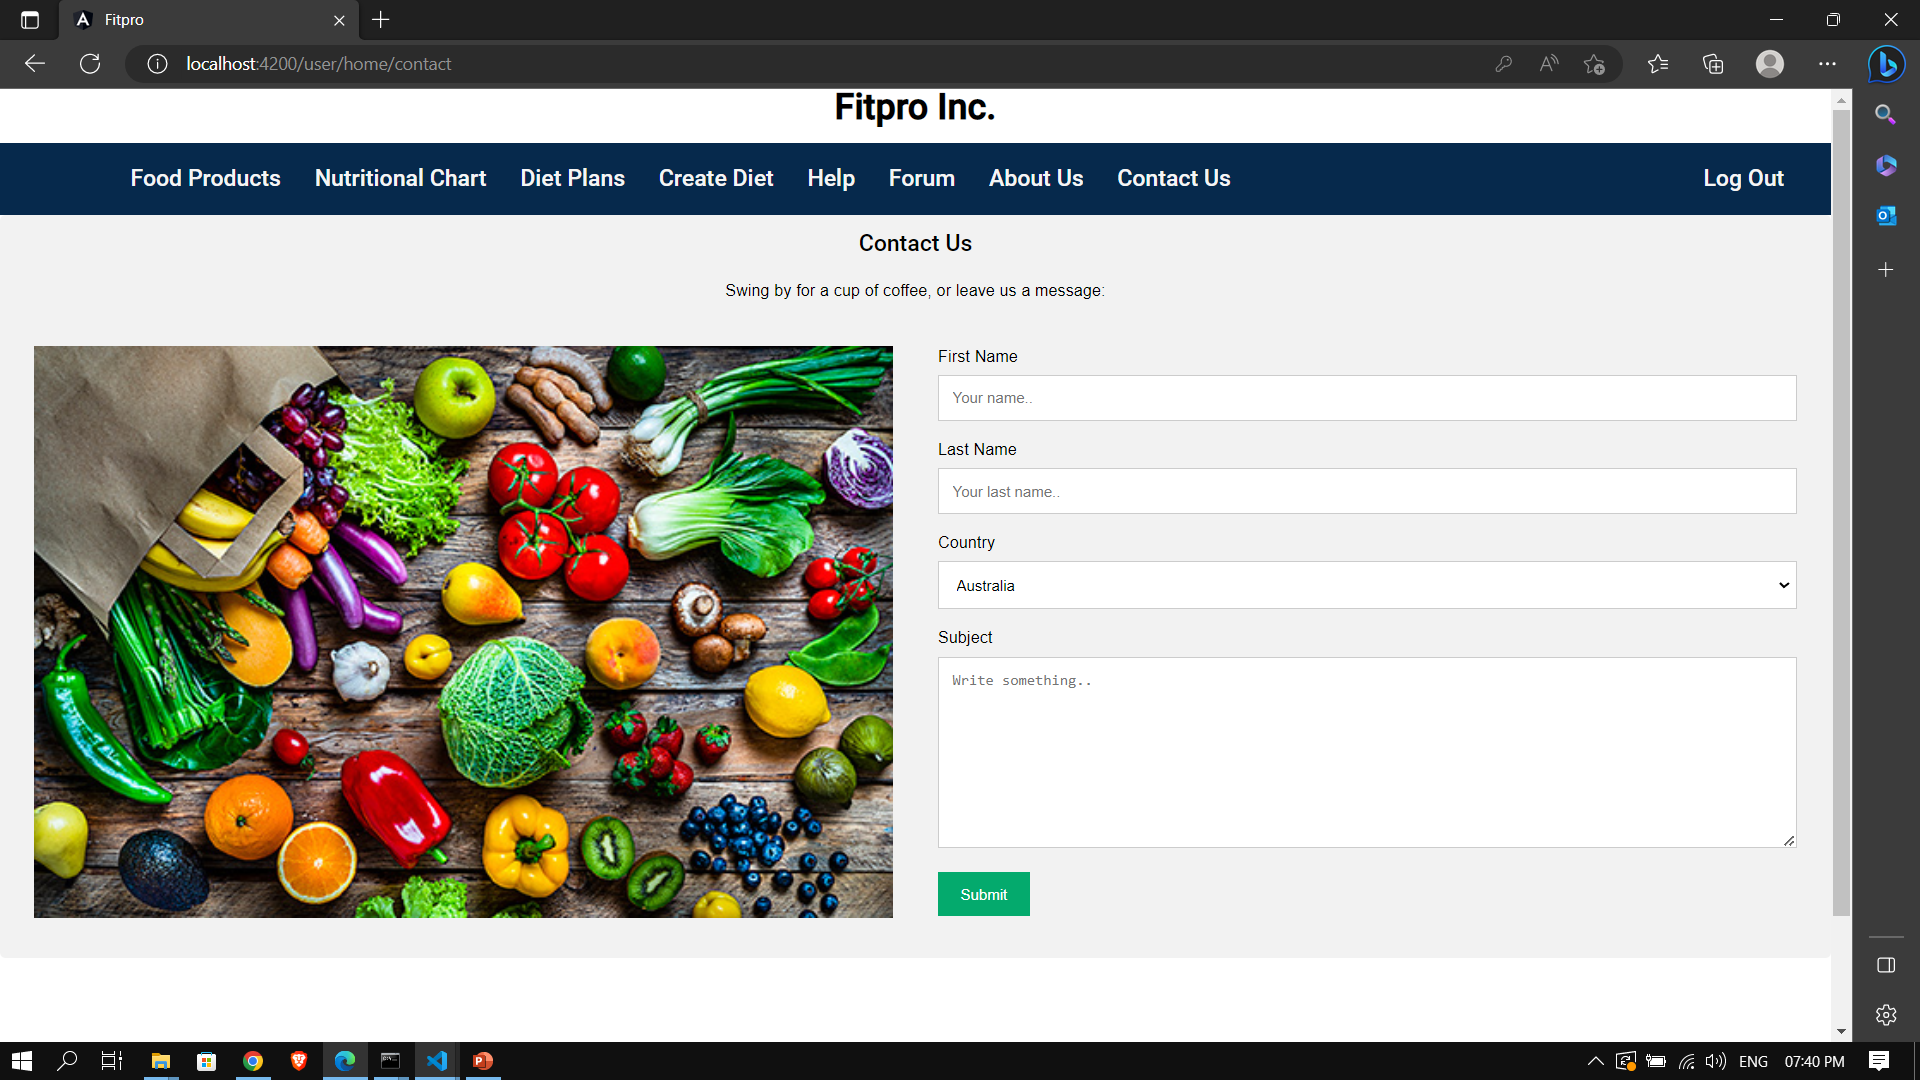 Fitpro
localhost:4200/user/home/contact
Fitpro Inc.
Food Products Nutritional Chart Diet Plans Create Diet Help Forum About Us Contact Us Log Out
Contact Us
Swing by for a cup of coffee, or leave us a message:
First Name
Your name..
Last Name
Your last name..
Country
Australia
Subject
Write something..
Submit
ENG 07:40 PM